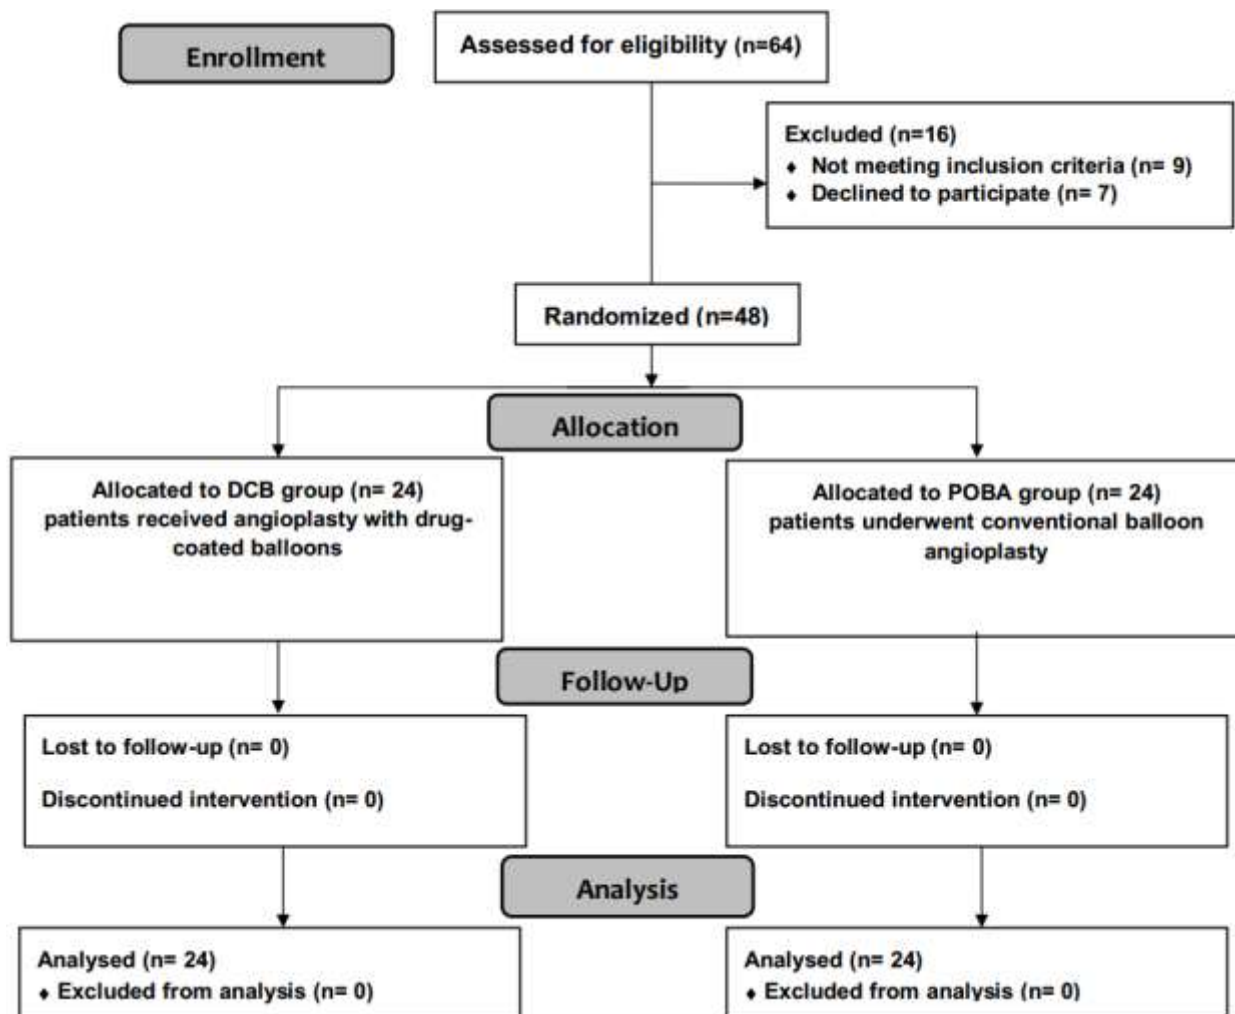 Enrollment
Assessed for eligibility (n=64)
Excluded (n=16)
♦ Not meeting inclusion criteria (n= 9)
♦ Declined to participate (n= 7)
Randomized (n=48)
Allocation
Allocated to DCB group (n= 24)
patients received angioplasty with drug-
coated balloons
Allocated to POBA group (n= 24)
patients underwent conventional balloon
angioplasty
Follow-Up
Lost to follow-up (n= 0)
Discontinued intervention (n= 0)
Lost to follow-up (n= 0)
Discontinued intervention (n= 0)
Analysis
Analysed (n= 24)
♦ Excluded from analysis (n= 0)
Analysed (n= 24)
♦ Excluded from analysis (n= 0)